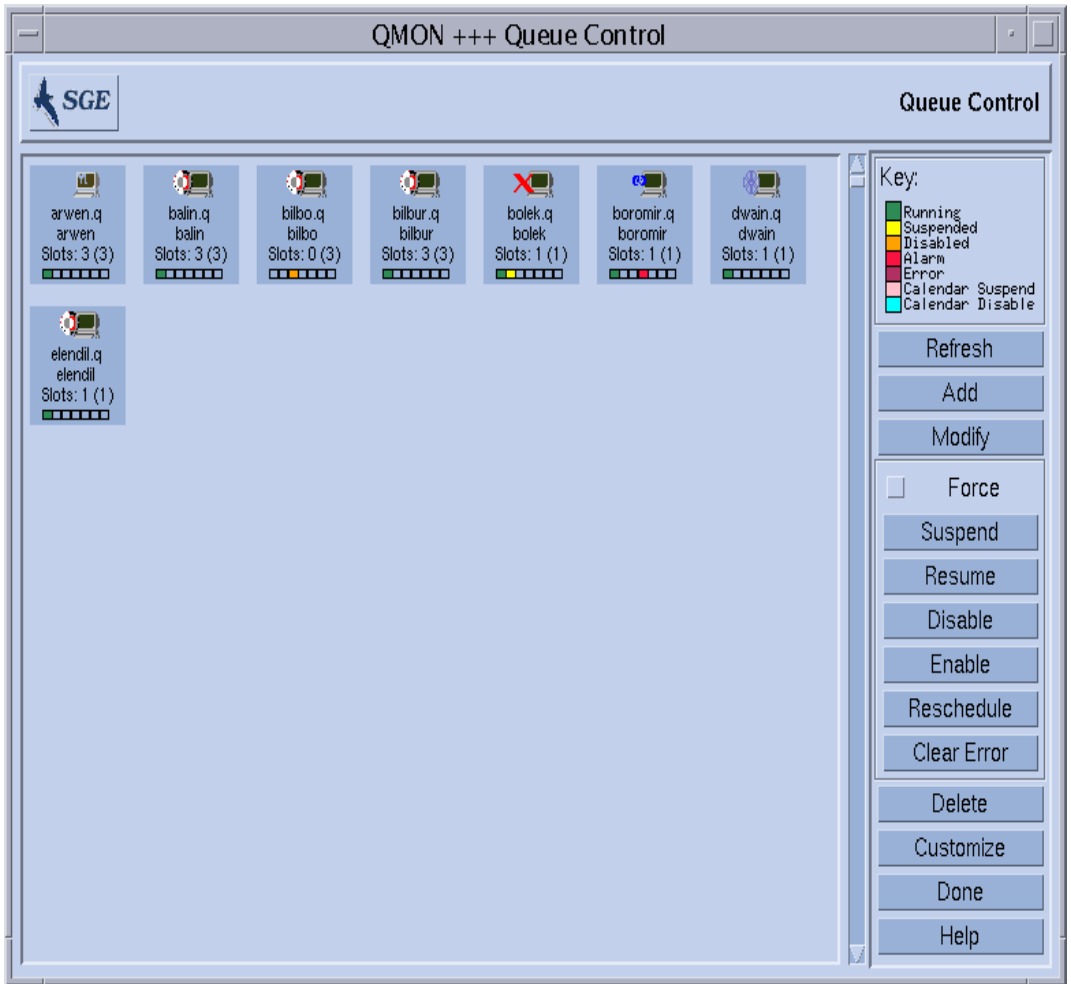 QMON +++ Queue Control
SGE
Queue Control
arwen.q
arwen
Slots: 3 (3)
balin.q
balin
Slots: 3 (3)
bilbo.q
bilbo
Slots: 0 (3)
bilbur.q
bilbur
Slots: 3 (3)
bolek.q
bolek
Slots: 1 (1)
boromir.q
boromir
Slots: 1 (1)
dwain.q
dwain
Slots: 1 (1)
elendil.q
elendil
Slots: 1 (1)
Key:
Running
Suspended
Disabled
Alarm
Error
Calendar Suspend
Calendar Disable
Refresh
Add
Modify
Force
Suspend
Resume
Disable
Enable
Reschedule
Clear Error
Delete
Customize
Done
Help